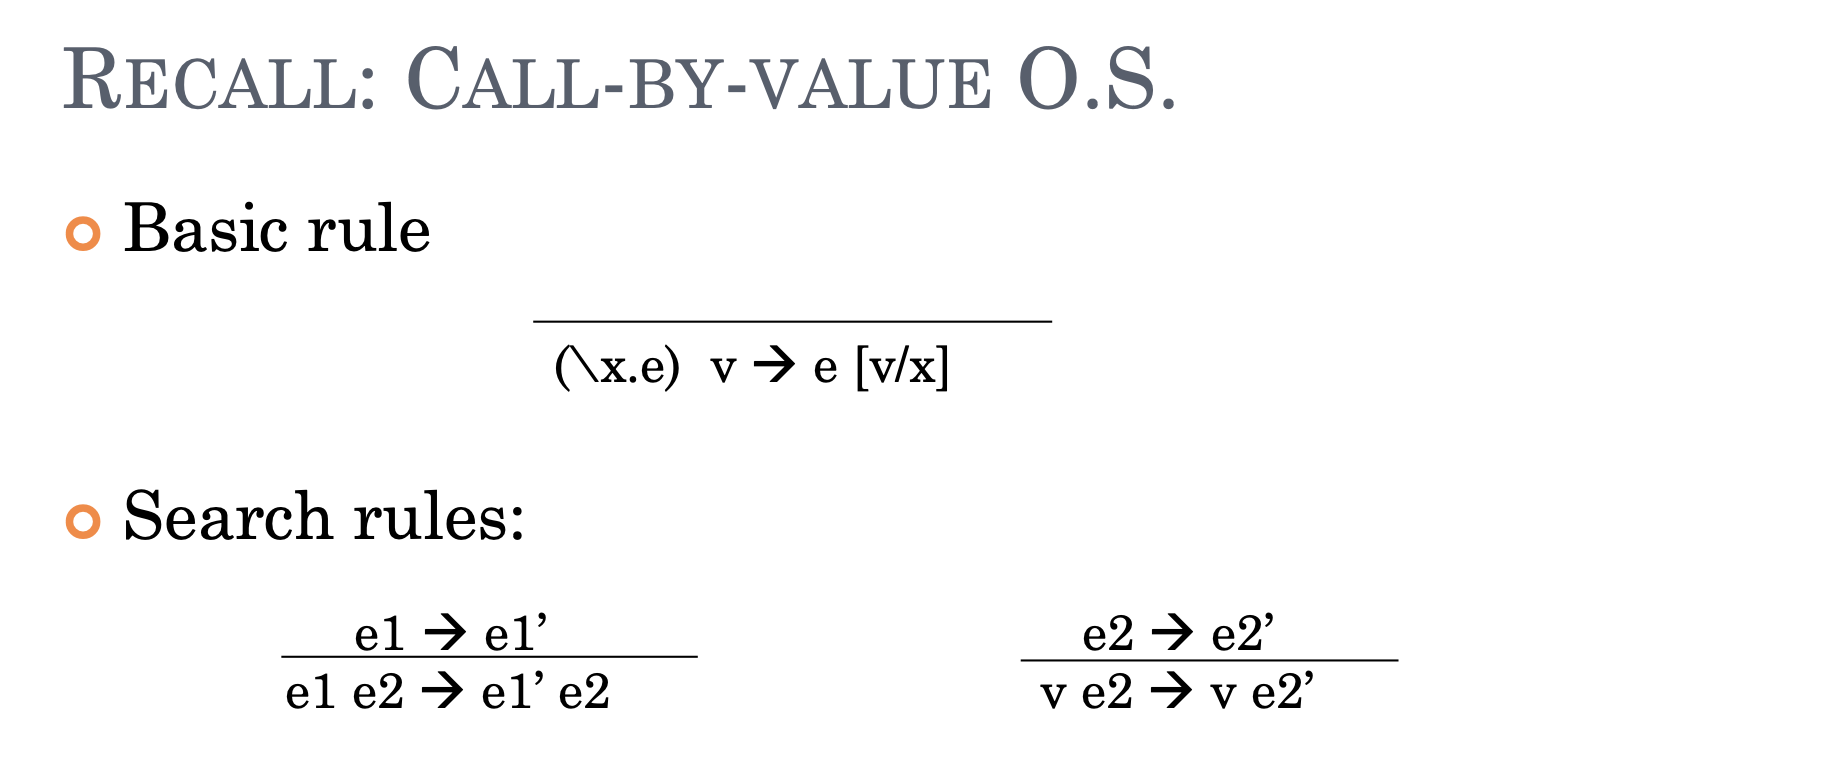 RECALL: CALL-BY-VALUE O.S.
Basic rule
(\x.e) v → e [v/x]
Search rules:
e1 → e1’
e1 e2 → e1’ e2
e2 → e2’
v e2 → v e2’